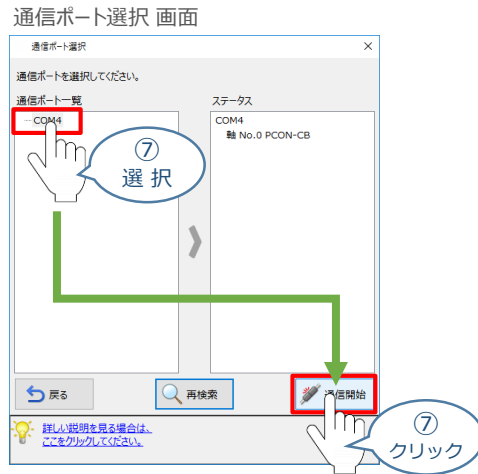 通信ポート選択 画面
通信ポート選択
通信ポートを選択してください。
通信ポート一覧
ステータス
COM4
COM4
軸 No.0 PCON-CB
⑦
選 択
戻る
再検索
通信開始
詳しい説明を見る場合は、
ここをクリックしてください。
⑦
クリック